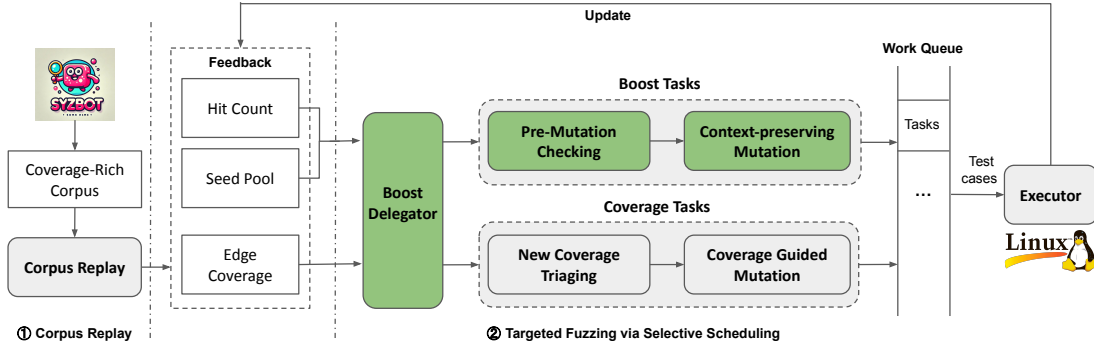 Update
Feedback
Work Queue
SYZBOT
Hit Count
Boost Tasks
Tasks
Coverage-Rich
Corpus
Seed Pool
Boost
Delegator
Pre-Mutation
Checking
Context-preserving
Mutation
...
Test
cases
Executor
Coverage Tasks
Corpus Replay
Edge
Coverage
New Coverage
Triaging
Coverage Guided
Mutation
Linux
① Corpus Replay
② Targeted Fuzzing via Selective Scheduling